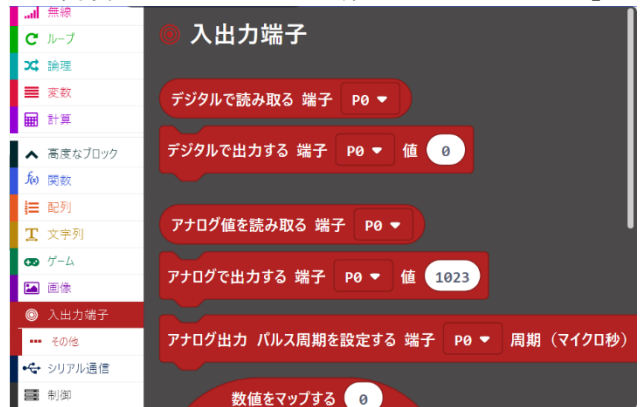 無線
ループ
論理
変数
計算
高度なブロック
関数
配列
文字列
ゲーム
画像
入出力端子
その他
シリアル通信
制御
入出力端子
デジタルで読み取る 端子 P0
デジタルで出力する 端子 P0 値 0
アナログ値を読み取る 端子 P0
アナログで出力する 端子 P0 値 1023
アナログ出力 パルス周期を設定する 端子 P0 周期（マイクロ秒）
数値をマップする 0